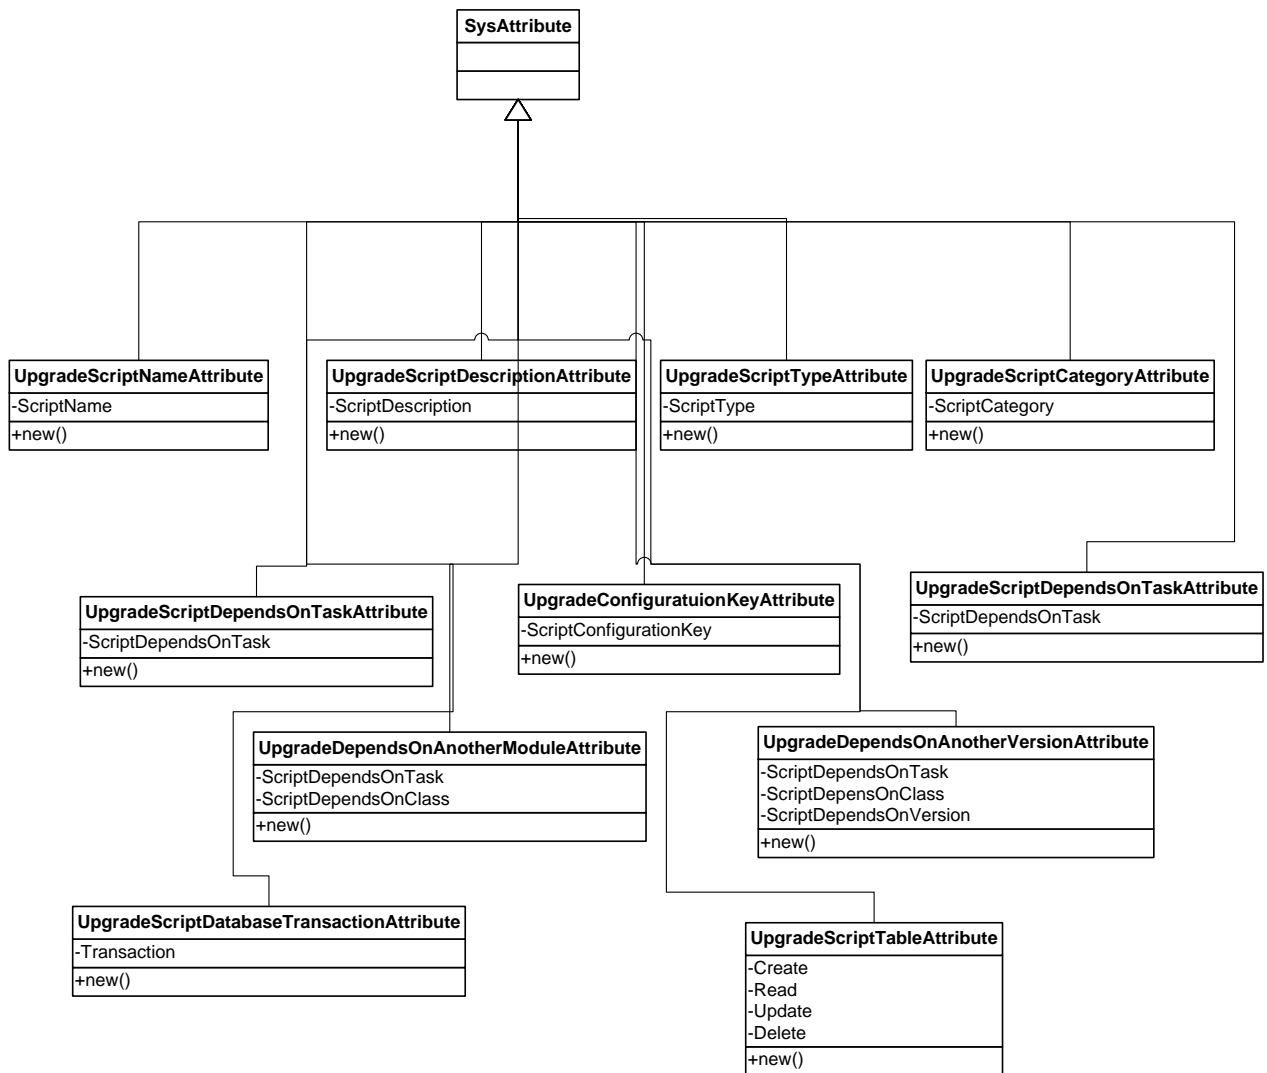 SysAttribute
UpgradeScriptNameAttribute
-ScriptName
+new()
UpgradeScriptDescriptionAttribute
-ScriptDescription
+new()
UpgradeScriptTypeAttribute
-ScriptType
+new()
UpgradeScriptCategoryAttribute
-ScriptCategory
+new()
UpgradeScriptDependsOnTaskAttribute
-ScriptDependsOnTask
+new()
UpgradeConfiguratuionKeyAttribute
-ScriptConfigurationKey
+new()
UpgradeScriptDependsOnTaskAttribute
-ScriptDependsOnTask
+new()
UpgradeDependsOnAnotherModuleAttribute
-ScriptDependsOnTask
-ScriptDependsOnClass
+new()
UpgradeDependsOnAnotherVersionAttribute
-ScriptDependsOnTask
-ScriptDepensOnClass
-ScriptDependsOnVersion
+new()
UpgradeScriptDatabaseTransactionAttribute
-Transaction
+new()
UpgradeScriptTableAttribute
-Create
-Read
-Update
-Delete
+new()